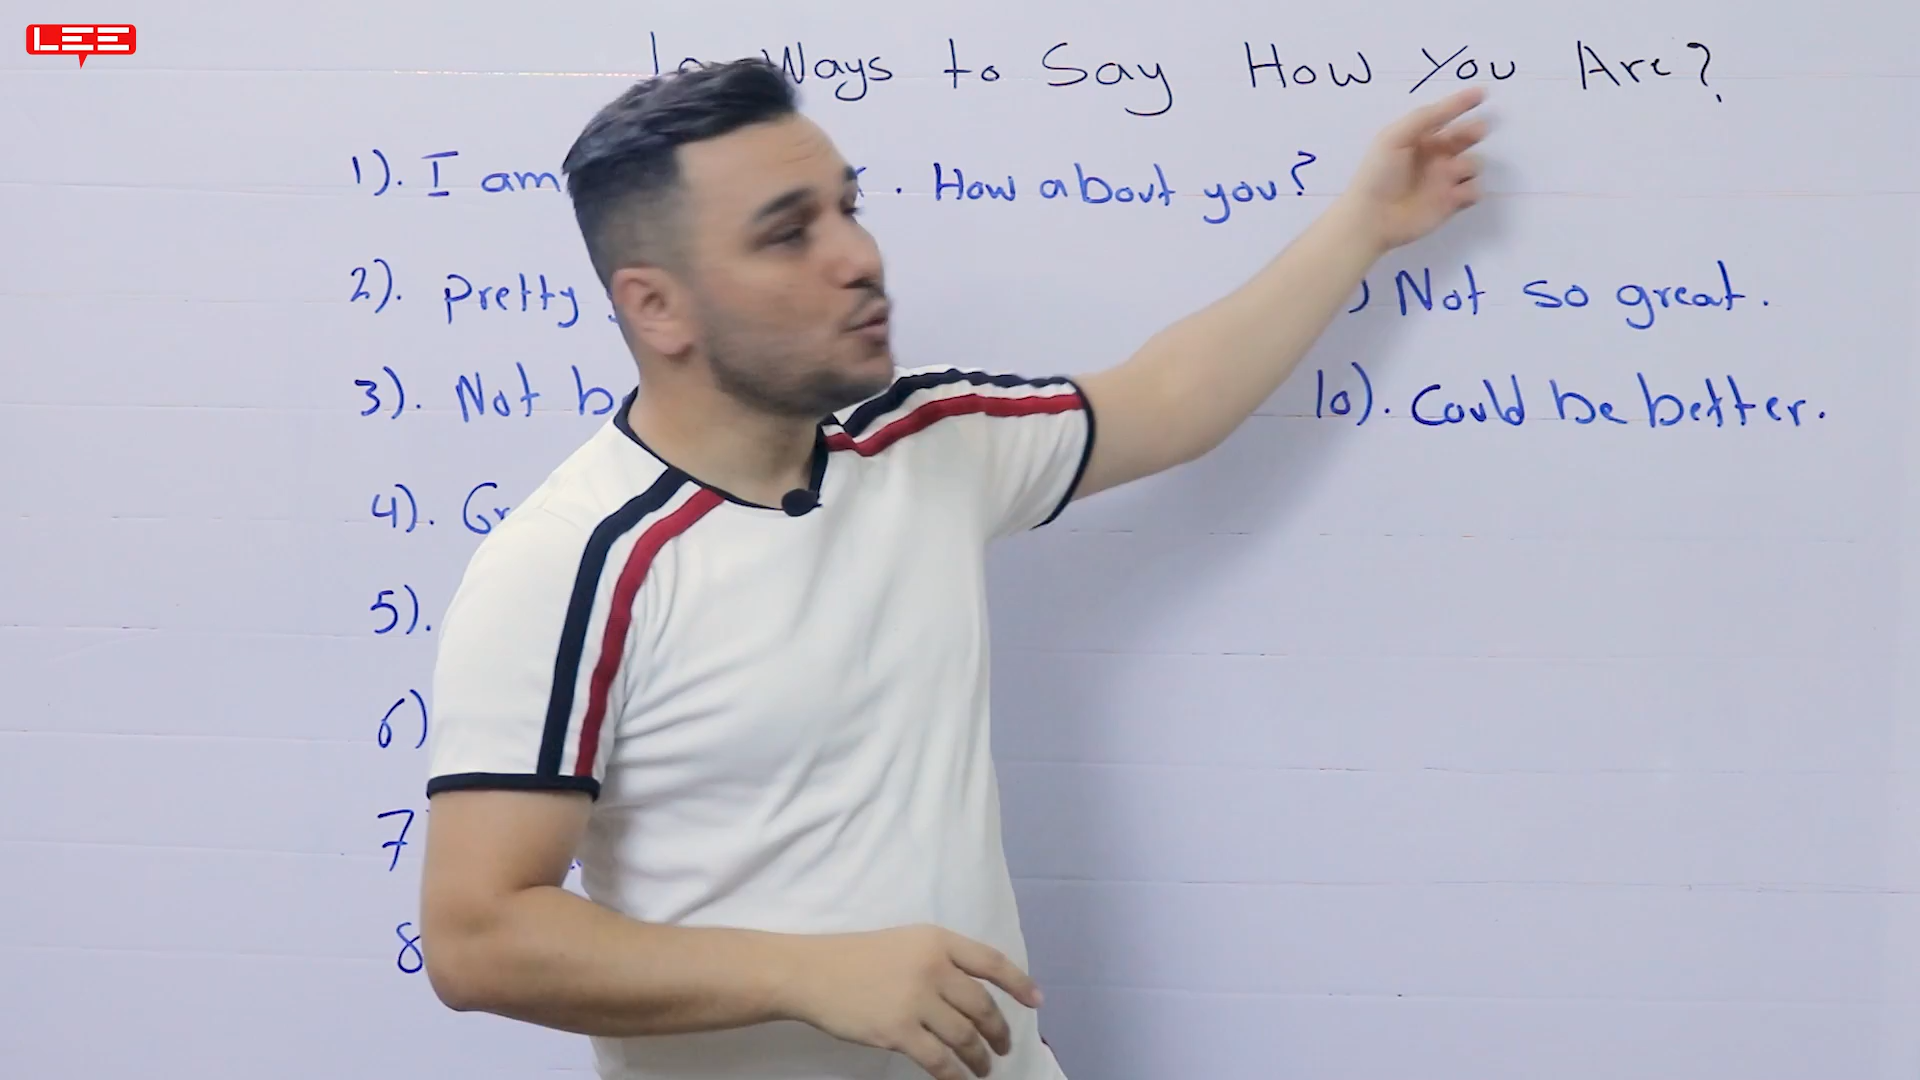 LEE
Ways to Say How You Are?
1). I am . How about you?
2). Pretty
3). Not
4).
5).
6)
7
8
Not so great.
10). Could be better.